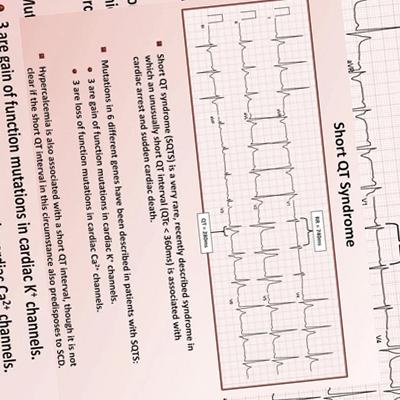 Short QT Syndrome
aVR
V1
V4
RR = 780ms
QT = 280ms
Short QT syndrome (SQTS) is a very rare, recently described syndrome in
which an unusually short QT interval (QTc < 360ms) is associated with
cardiac arrest and sudden cardiac death.
Mutations in 6 different genes have been described in patients with SQTS:
3 are gain of function mutations in cardiac K⁺ channels.
3 are loss of function mutations in cardiac Ca²⁺ channels.
Hypercalcemia is also associated with a short QT interval, though it is not
clear if the short QT interval in this circumstance also predisposes to SCD.
3 are gain of function mutations in cardiac K⁺ channels.
Ca²⁺ channels.